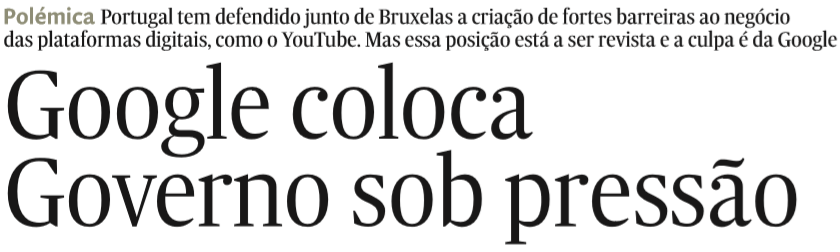 Polémica Portugal tem defendido junto de Bruxelas a criação de fortes barreiras ao negócio
das plataformas digitais, como o YouTube. Mas essa posição está a ser revista e a culpa é da Google
Google coloca
Governo sob pressão